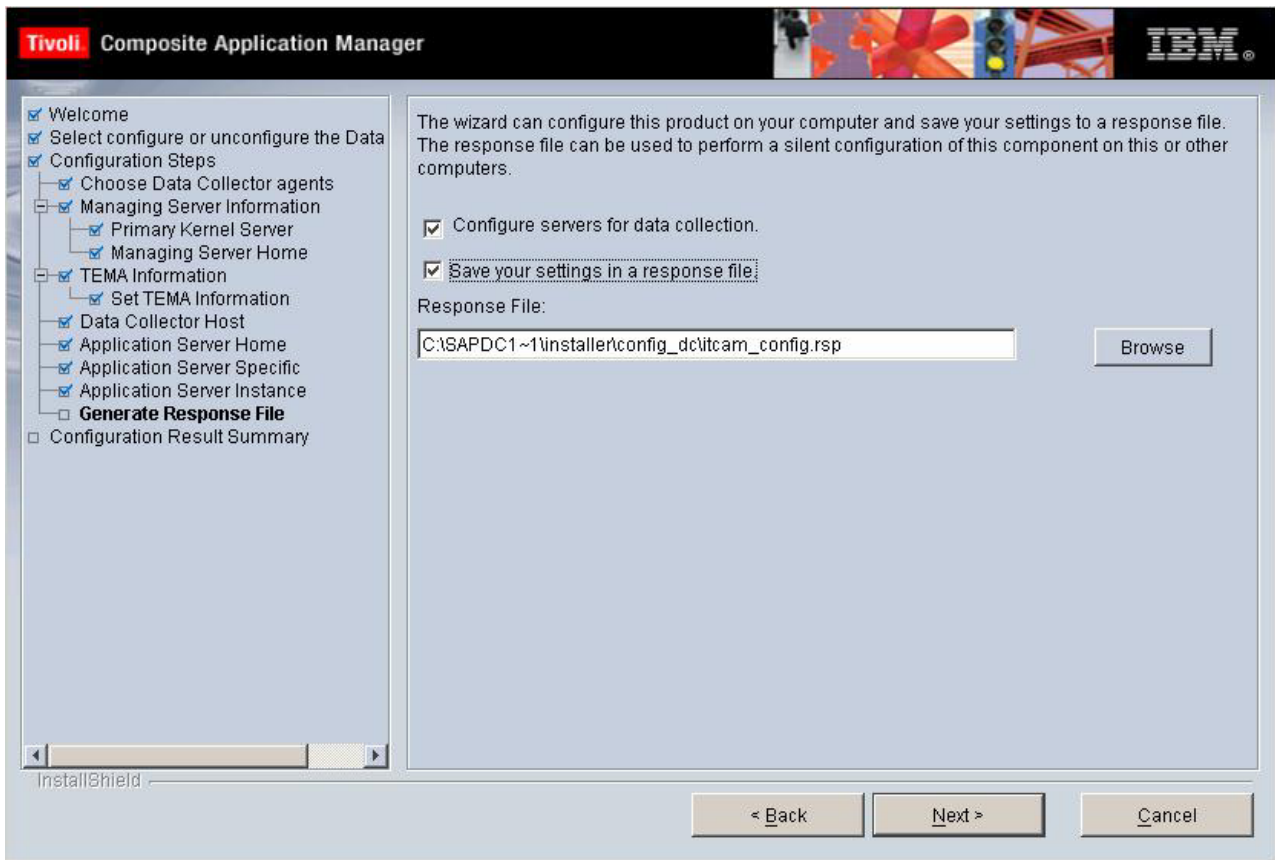 Tivoli. Composite Application Manager
IBM®
Welcome
Select configure or unconfigure the Data
Configuration Steps
Choose Data Collector agents
Managing Server Information
Primary Kernel Server
Managing Server Home
TEMA Information
Set TEMA Information
Data Collector Host
Application Server Home
Application Server Specific
Application Server Instance
Generate Response File
Configuration Result Summary
The wizard can configure this product on your computer and save your settings to a response file.
The response file can be used to perform a silent configuration of this component on this or other
computers.
Configure servers for data collection.
Save your settings in a response file.
Response File:
C:\SAPDC1~1\installer\config_dc\itcam_config.rsp
Browse
InstallShield
< Back
Next >
Cancel